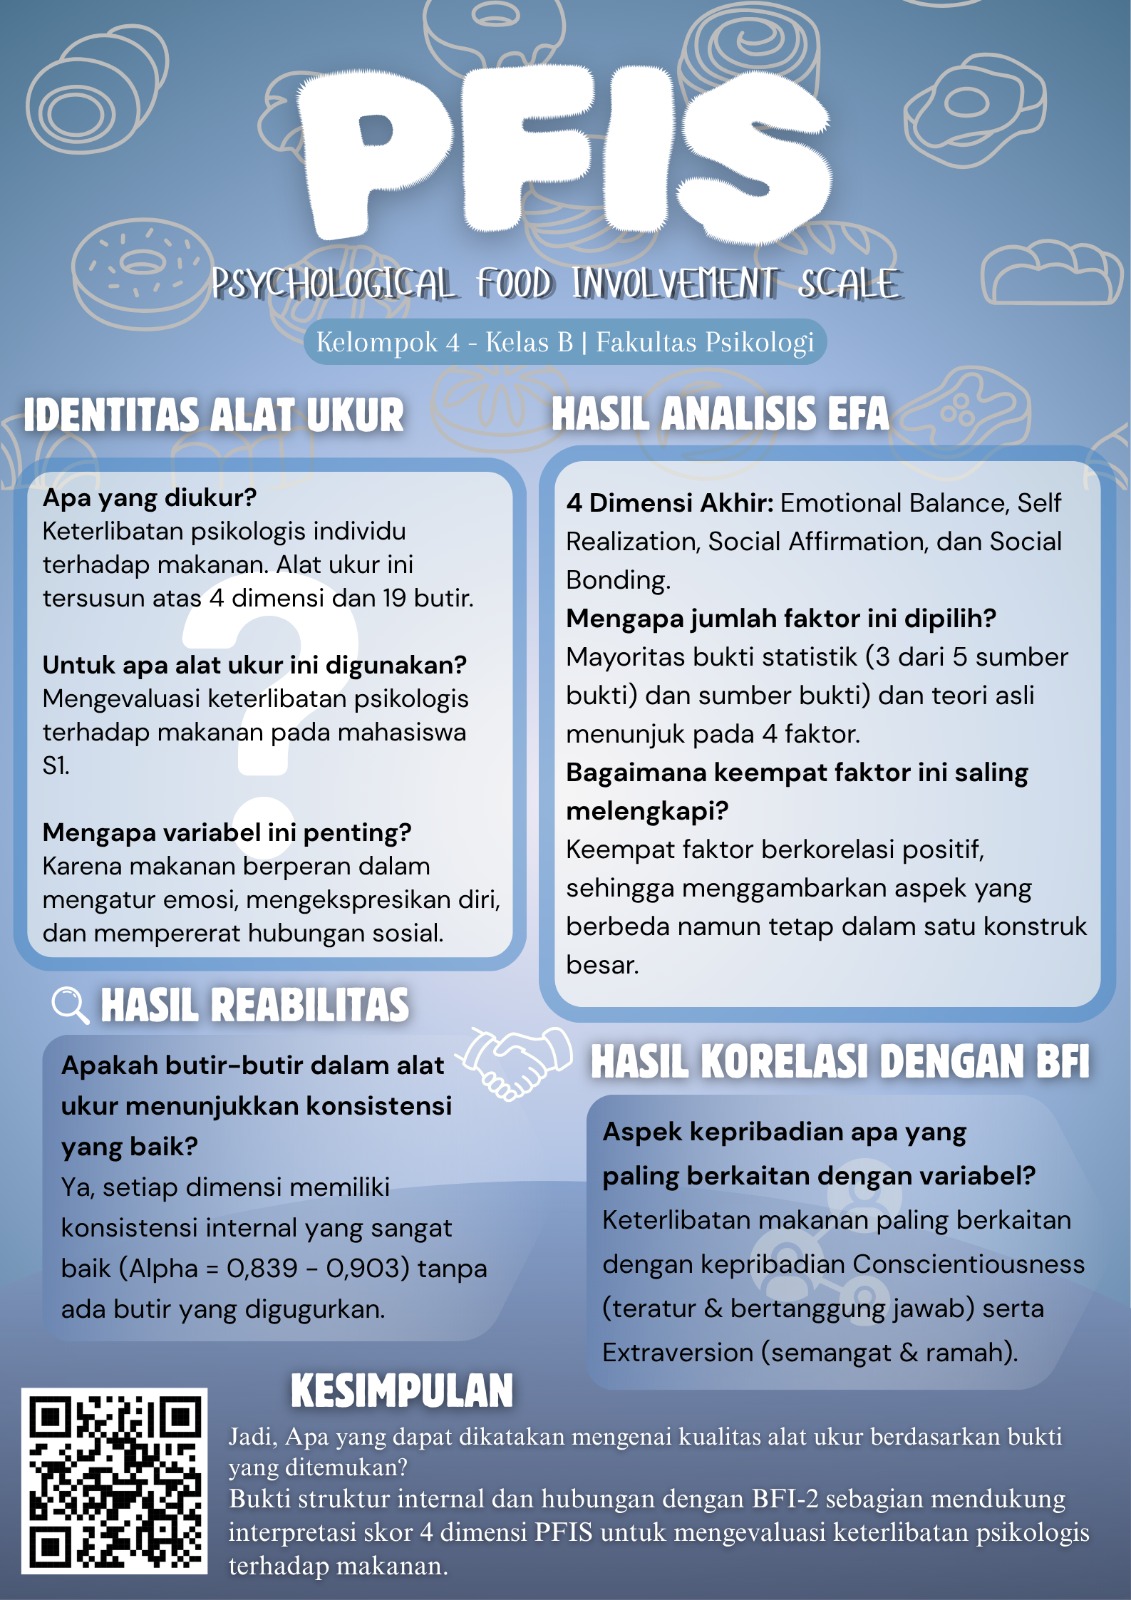 PFIS
PSYCHOLOGICAL FOOD INVOLVEMENT SCALE
Kelompok 4 - Kelas B | Fakultas Psikologi
IDENTITAS ALAT UKUR
Apa yang diukur?
Keterlibatan psikologis individu
terhadap makanan. Alat ukur ini
tersusun atas 4 dimensi dan 19 butir.
Untuk apa alat ukur ini digunakan?
Mengevaluasi keterlibatan psikologis
terhadap makanan pada mahasiswa
S1.
Mengapa variabel ini penting?
Karena makanan berperan dalam
mengatur emosi, mengekspresikan diri,
dan mempererat hubungan sosial.
HASIL ANALISIS EFA
4 Dimensi Akhir: Emotional Balance, Self
Realization, Social Affirmation, dan Social
Bonding.
Mengapa jumlah faktor ini dipilih?
Mayoritas bukti statistik (3 dari 5 sumber
bukti) dan sumber bukti) dan teori asli
menunjuk pada 4 faktor.
Bagaimana keempat faktor ini saling
melengkapi?
Keempat faktor berkorelasi positif,
sehingga menggambarkan aspek yang
berbeda namun tetap dalam satu konstruk
besar.
HASIL REABILITAS
Apakah butir-butir dalam alat
ukur menunjukkan konsistensi
yang baik?
Ya, setiap dimensi memiliki
konsistensi internal yang sangat
baik (Alpha = 0,839 - 0,903) tanpa
ada butir yang digugurkan.
HASIL KORELASI DENGAN BFI
Aspek kepribadian apa yang
paling berkaitan dengan variabel?
Keterlibatan makanan paling berkaitan
dengan kepribadian Conscientiousness
(teratur & bertanggung jawab) serta
Extraversion (semangat & ramah).
KESIMPULAN
Jadi, Apa yang dapat dikatakan mengenai kualitas alat ukur berdasarkan bukti
yang ditemukan?
Bukti struktur internal dan hubungan dengan BFI-2 sebagian mendukung
interpretasi skor 4 dimensi PFIS untuk mengevaluasi keterlibatan psikologis
terhadap makanan.